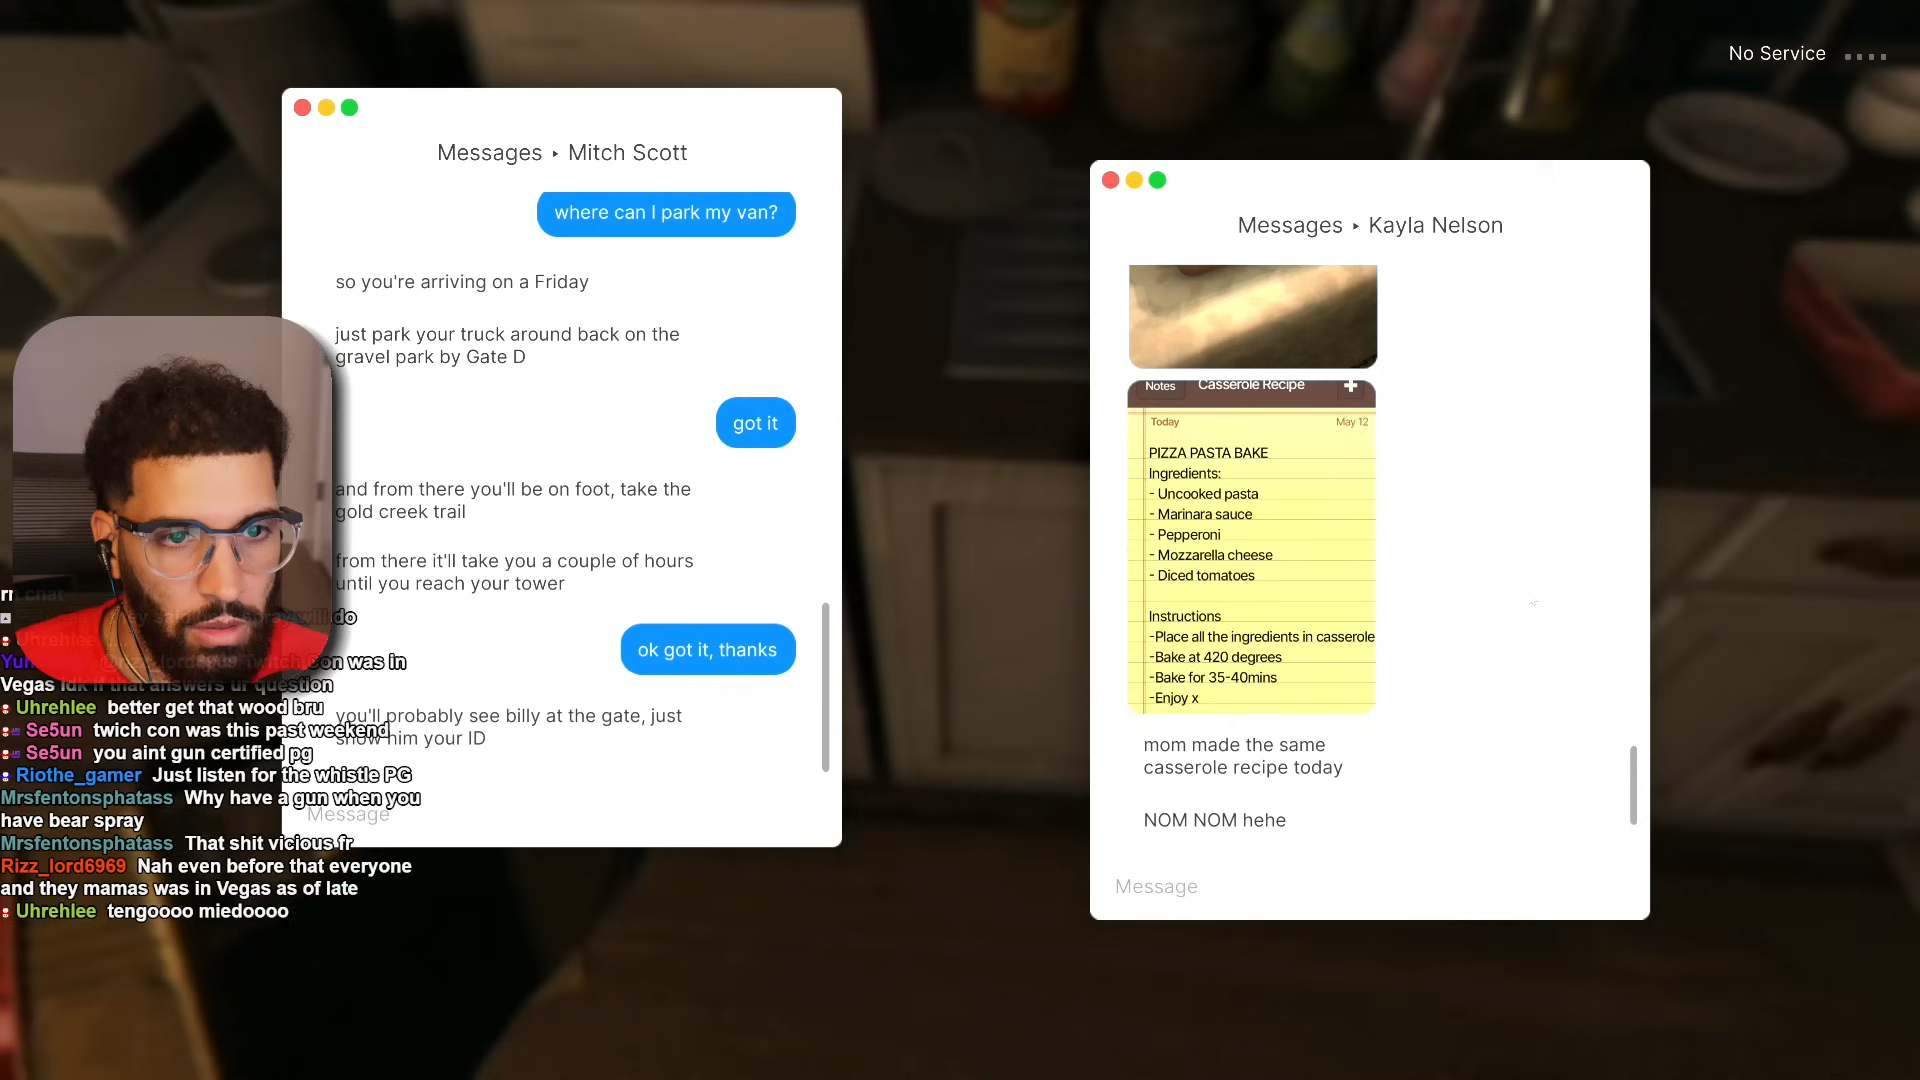 No Service
Messages ▸ Mitch Scott
where can I park my van?
so you're arriving on a Friday
just park your truck around back on the
gravel park by Gate D
got it
and from there you'll be on foot, take the
gold creek trail
from there it'll take you a couple of hours
until you reach your tower
ok got it, thanks
you'll probably see billy at the gate, just
show him your ID
Message
Messages ▸ Kayla Nelson
Notes
Casserole Recipe
+
Today
May 12
PIZZA PASTA BAKE
Ingredients:
- Uncooked pasta
- Marinara sauce
- Pepperoni
- Mozzarella cheese
- Diced tomatoes
Instructions
-Place all the ingredients in casserole
-Bake at 420 degrees
-Bake for 35-40mins
-Enjoy x
mom made the same
casserole recipe today
NOM NOM hehe
Message
chat
spray will do
Uhrehlee
Con was in
Vegas idk if that answers ur question
Uhrehlee better get that wood bru
Se5un twich con was this past weekend
Se5un you aint gun certified pg
Riothe_gamer Just listen for the whistle PG
Mrsfentonsphatass Why have a gun when you
have bear spray
Mrsfentonsphatass That shit vicious fr
Rizz_lord6969 Nah even before that everyone
and they mamas was in Vegas as of late
Uhrehlee tengoooo miedoooo